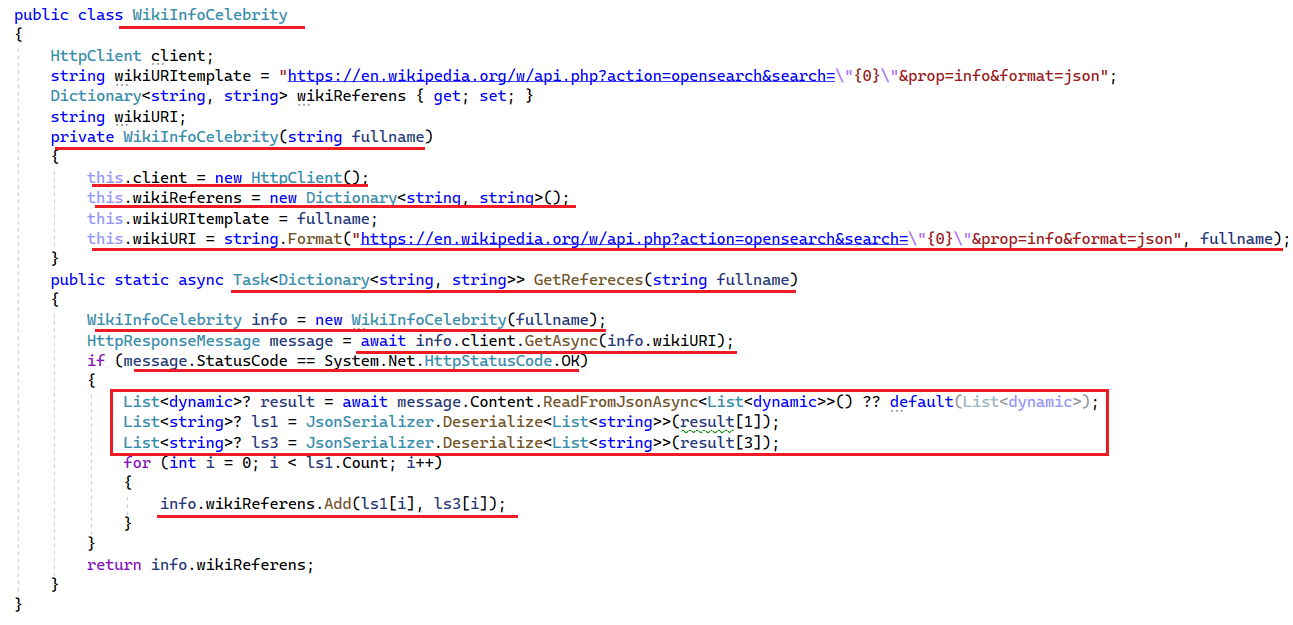 public class WikiInfoCelebrity
{
HttpClient client;
string wikiURItemplate = "https://en.wikipedia.org/w/api.php?action=opensearch&search=\"{0}\"&prop=info&format=json";
Dictionary<string, string> wikiReferens { get; set; }
string wikiURI;
private WikiInfoCelebrity(string fullname)
{
this.client = new HttpClient();
this.wikiReferens = new Dictionary<string, string>();
this.wikiURItemplate = fullname;
this.wikiURI = string.Format("https://en.wikipedia.org/w/api.php?action=opensearch&search=\"{0}\"&prop=info&format=json", fullname);
}
public static async Task<Dictionary<string, string>> GetRefereces(string fullname)
{
WikiInfoCelebrity info = new WikiInfoCelebrity(fullname);
HttpResponseMessage message = await info.client.GetAsync(info.wikiURI);
if (message.StatusCode == System.Net.HttpStatusCode.OK)
{
List<dynamic>? result = await message.Content.ReadFromJsonAsync<List<dynamic>>() ?? default(List<dynamic>);
List<string>? ls1 = JsonSerializer.Deserialize<List<string>>(result[1]);
List<string>? ls3 = JsonSerializer.Deserialize<List<string>>(result[3]);
for (int i = 0; i < ls1.Count; i++)
{
info.wikiReferens.Add(ls1[i], ls3[i]);
}
}
return info.wikiReferens;
}
}